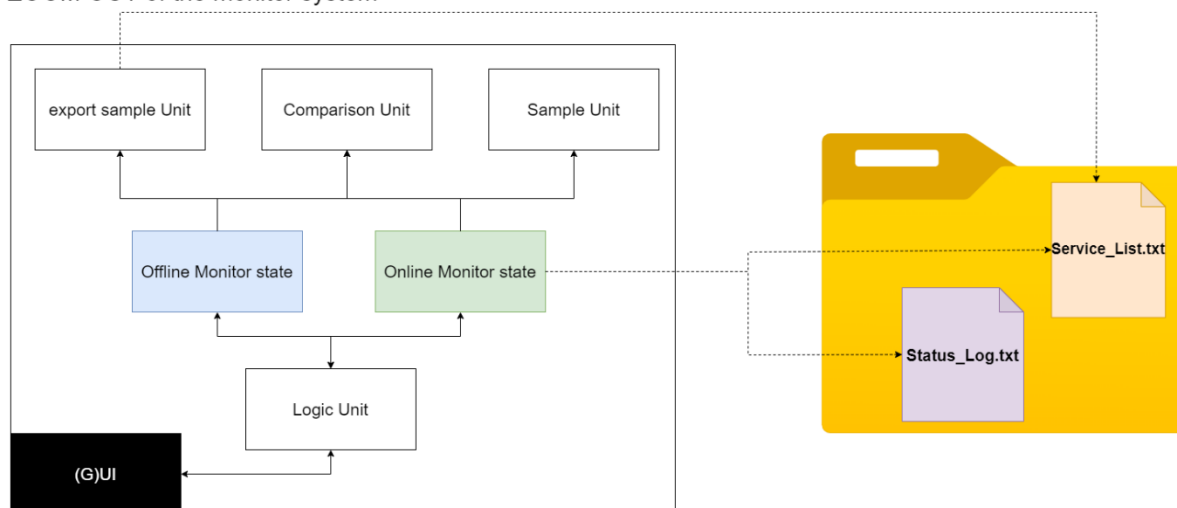 export sample Unit
Comparison Unit
Sample Unit
Offline Monitor state
Online Monitor state
Service_List.txt
Status_Log.txt
Logic Unit
(G)UI